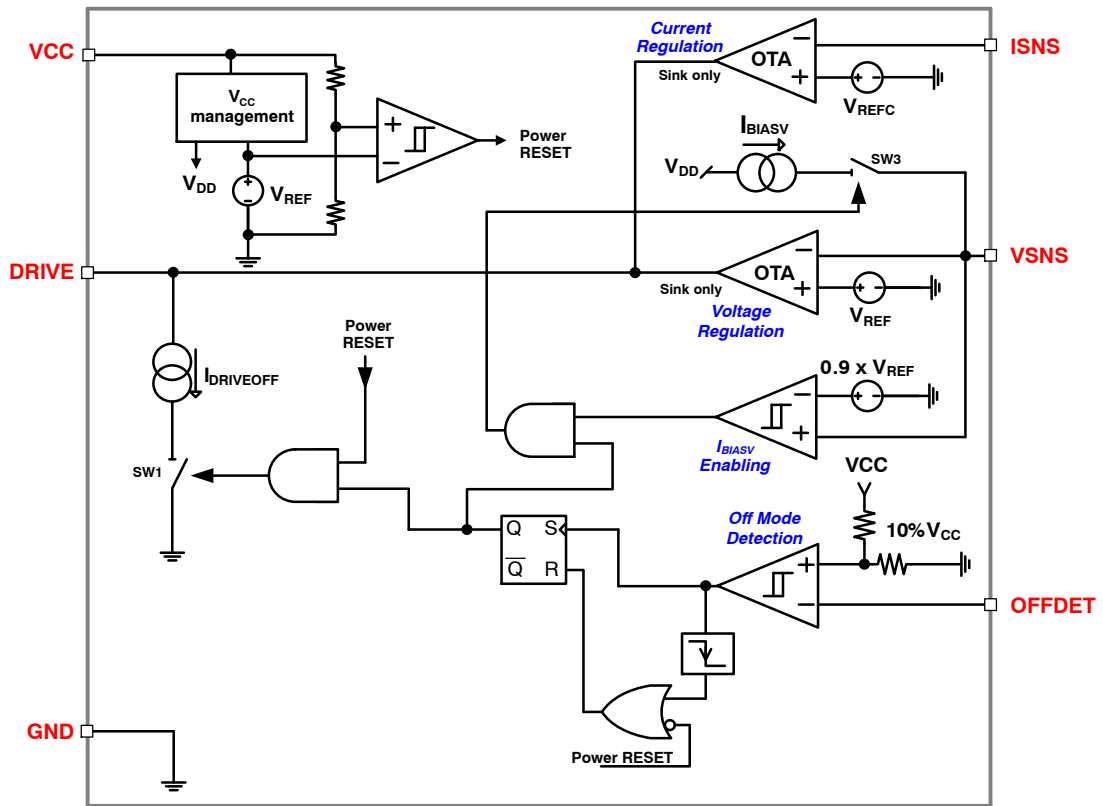 Current
Regulation
Sink only
OTA
−
+
VREFC
ISNS
VCC
VCC
management
VDD
VREF
+
−
Power
RESET
IBIASV
VDD
SW3
DRIVE
OTA
−
+
Sink only
Voltage
Regulation
VREF
VSNS
Power
RESET
IDRIVEOFF
SW1
0.9 x VREF
−
+
IBIASV
Enabling
VCC
10%VCC
Off Mode
Detection
+
−
OFFDET
Q
S
Q
R
Power RESET
GND